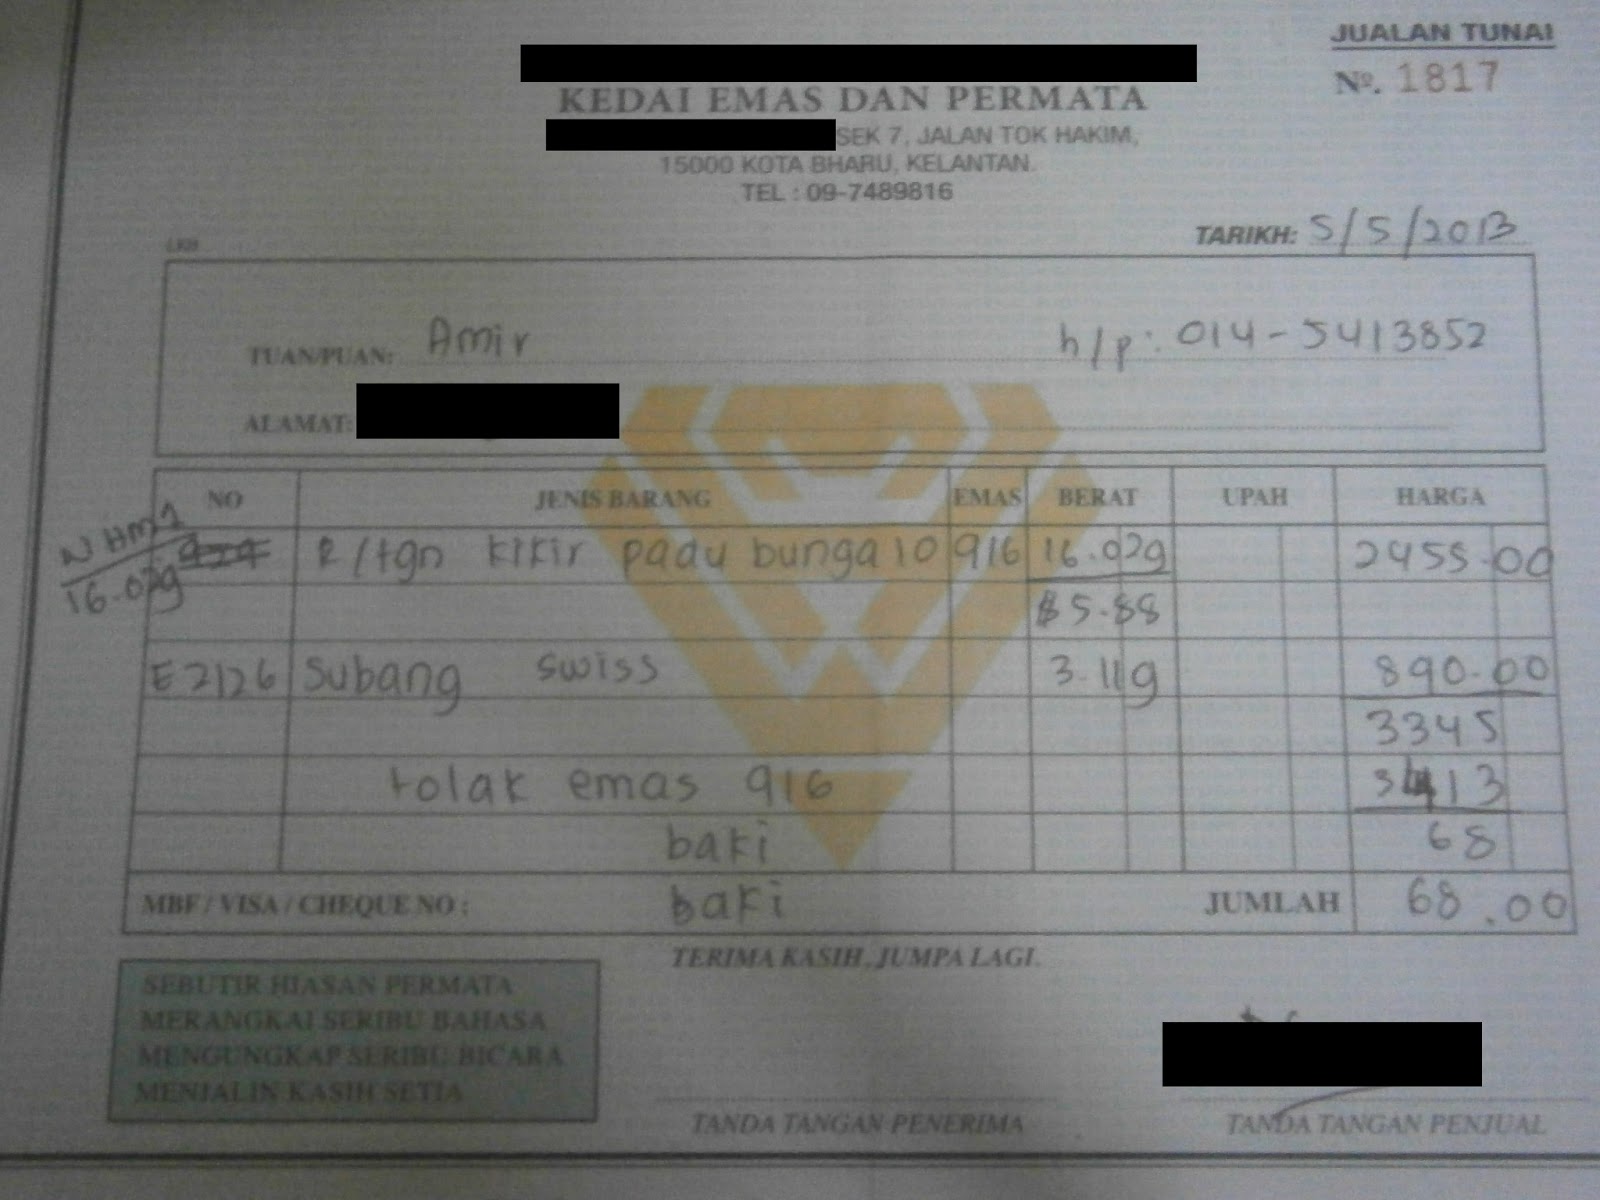 JUALAN TUNAI
Nº. 1817
KEDAI EMAS DAN PERMATA
SEK 7, JALAN TOK HAKIM,
15000 KOTA BHARU, KELANTAN.
TEL : 09-7489816
TARIKH: 5/5/2013
TUAN/PUAN: Amir h/p: 014-5413852
ALAMAT:
NO JENIS BARANG EMAS BERAT UPAH HARGA
R/tgn kikir padu bunga 10 916 16.02g 2455.00
16.02g
5.88
E2126 Subang swiss 3.11g 890.00
3345
tolak emas 916 3413
baki 68
MBF / VISA / CHEQUE NO : baki JUMLAH 68.00
TERIMA KASIH, JUMPA LAGI.
SEBUTIR HIASAN PERMATA
MERANGKAI SERIBU BAHASA
MENGUNGKAP SERIBU BICARA
MENJALIN KASIH SETIA
TANDA TANGAN PENERIMA
TANDA TANGAN PENJUAL